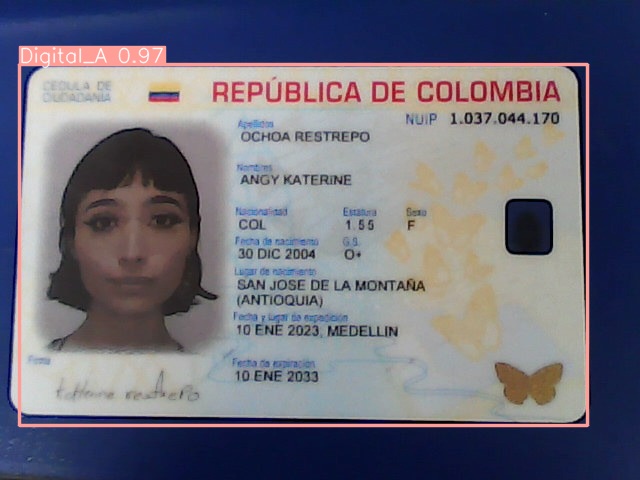 Digital_A 0.97
CÉDULA DE
CIUDADANÍA
REPÚBLICA DE COLOMBIA
NUIP 1.037.044.170
Apellidos
OCHOA RESTREPO
Nombres
ANGY KATERINE
Nacionalidad Estatura Sexo
COL 1.55 F
Fecha de nacimiento G.S.
30 DIC 2004 O+
Lugar de nacimiento
SAN JOSE DE LA MONTAÑA
(ANTIOQUIA)
Fecha y lugar de expedición
10 ENE 2023, MEDELLIN
Fecha de expiración
10 ENE 2033
Firma
katherine restrepo